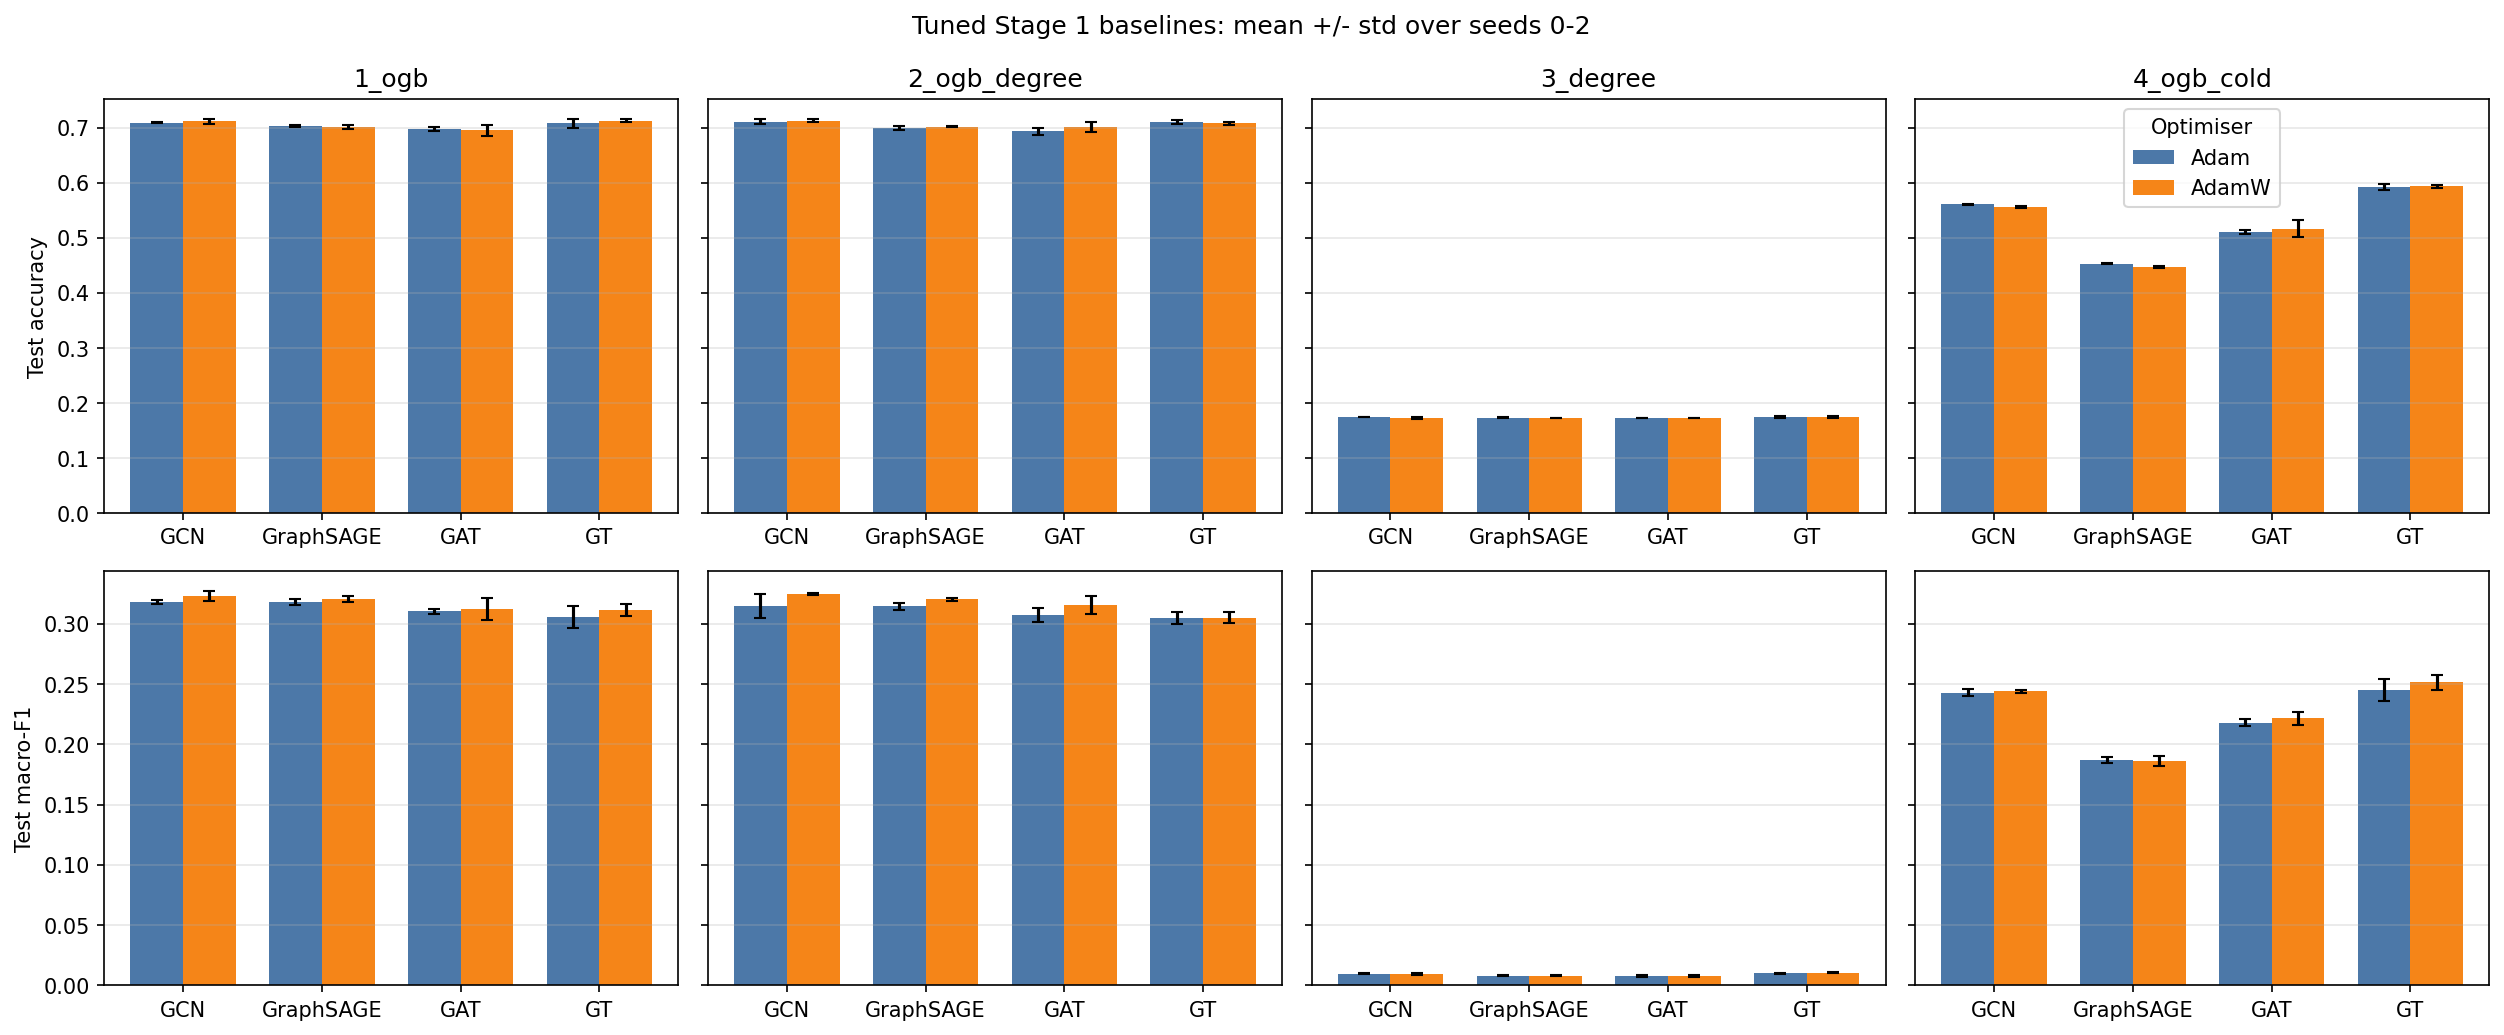 Tuned Stage 1 baselines: mean +/- std over seeds 0-2
1_ogb
2_ogb_degree
3_degree
4_ogb_cold
Test accuracy
0.7
0.6
0.5
0.4
0.3
0.2
0.1
0.0
Optimiser
Adam
AdamW
GCN GraphSAGE GAT GT
GCN GraphSAGE GAT GT
GCN GraphSAGE GAT GT
GCN GraphSAGE GAT GT
Test macro-F1
0.30
0.25
0.20
0.15
0.10
0.05
0.00
GCN GraphSAGE GAT GT
GCN GraphSAGE GAT GT
GCN GraphSAGE GAT GT
GCN GraphSAGE GAT GT